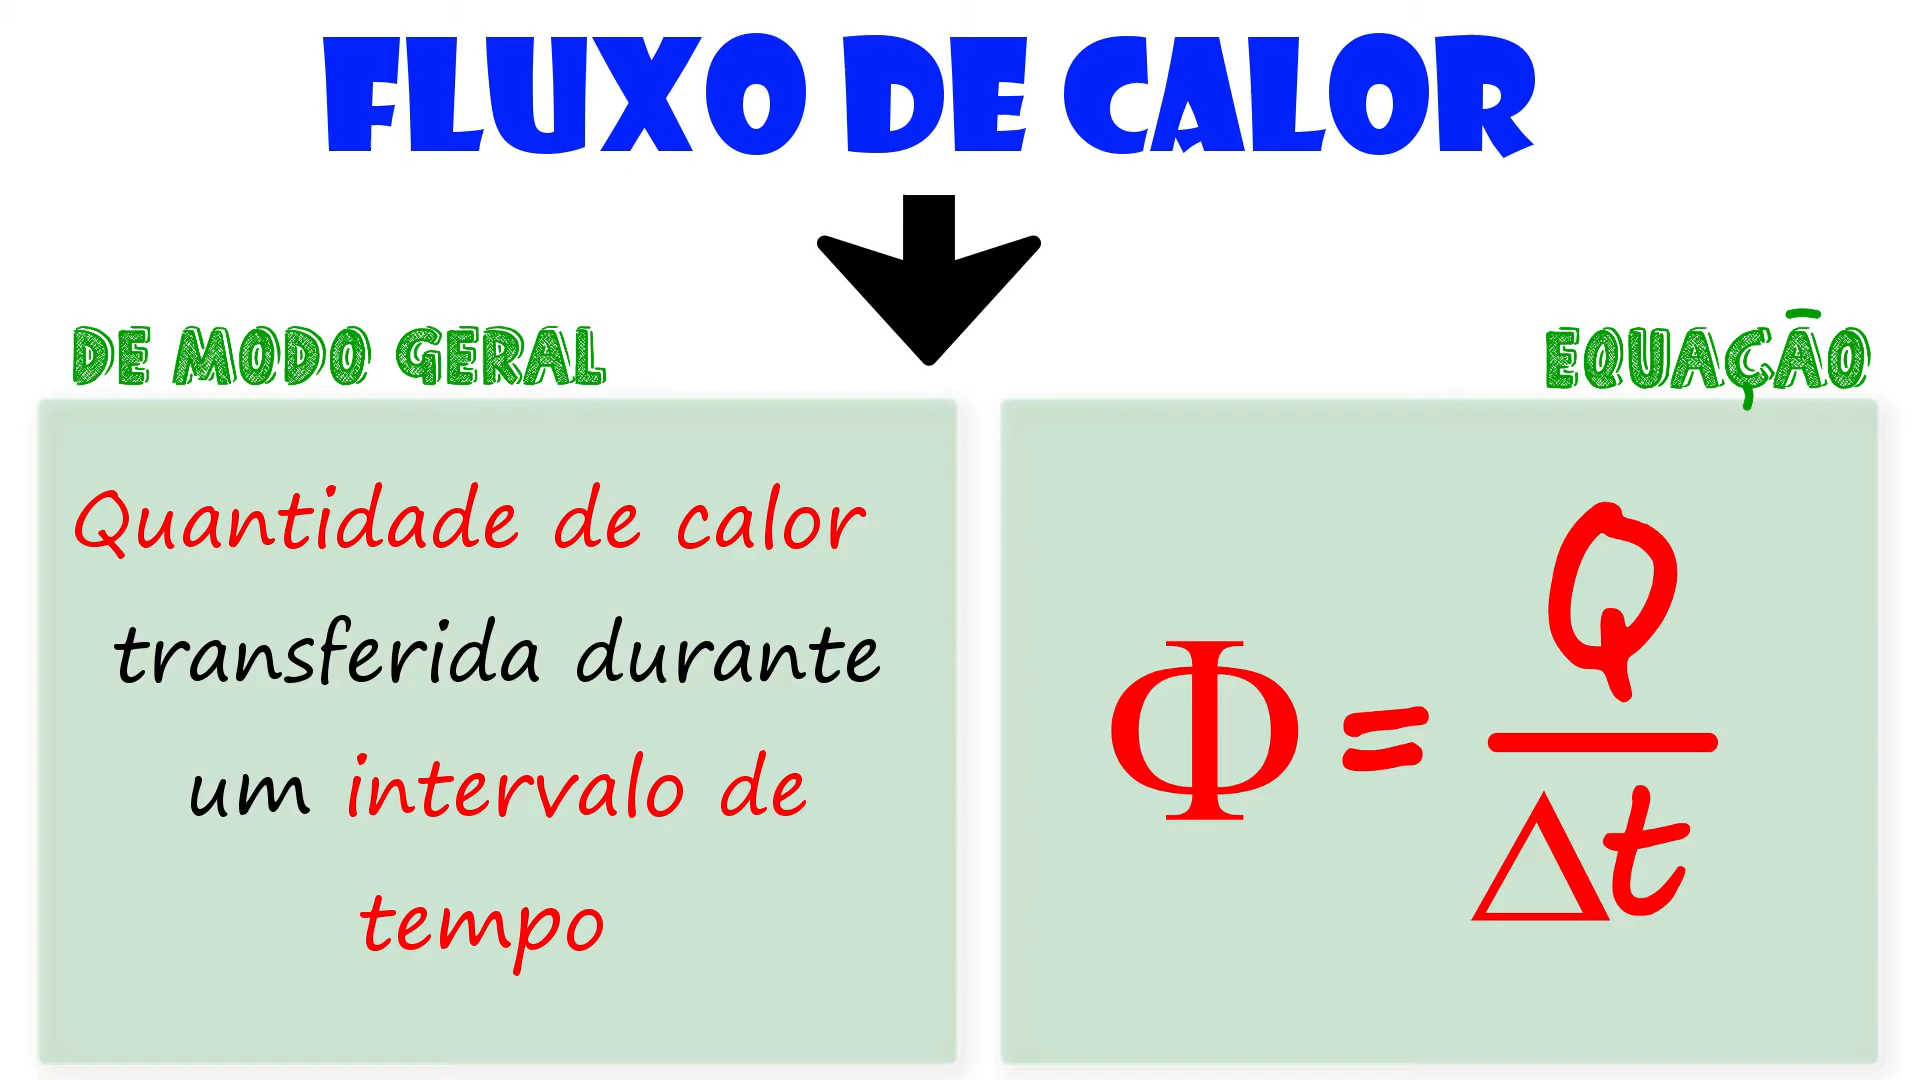 FLUXO DE CALOR
DE MODO GERAL
Quantidade de calor
transferida durante
um intervalo de
tempo
EQUAÇÃO
Φ = Q
Δt